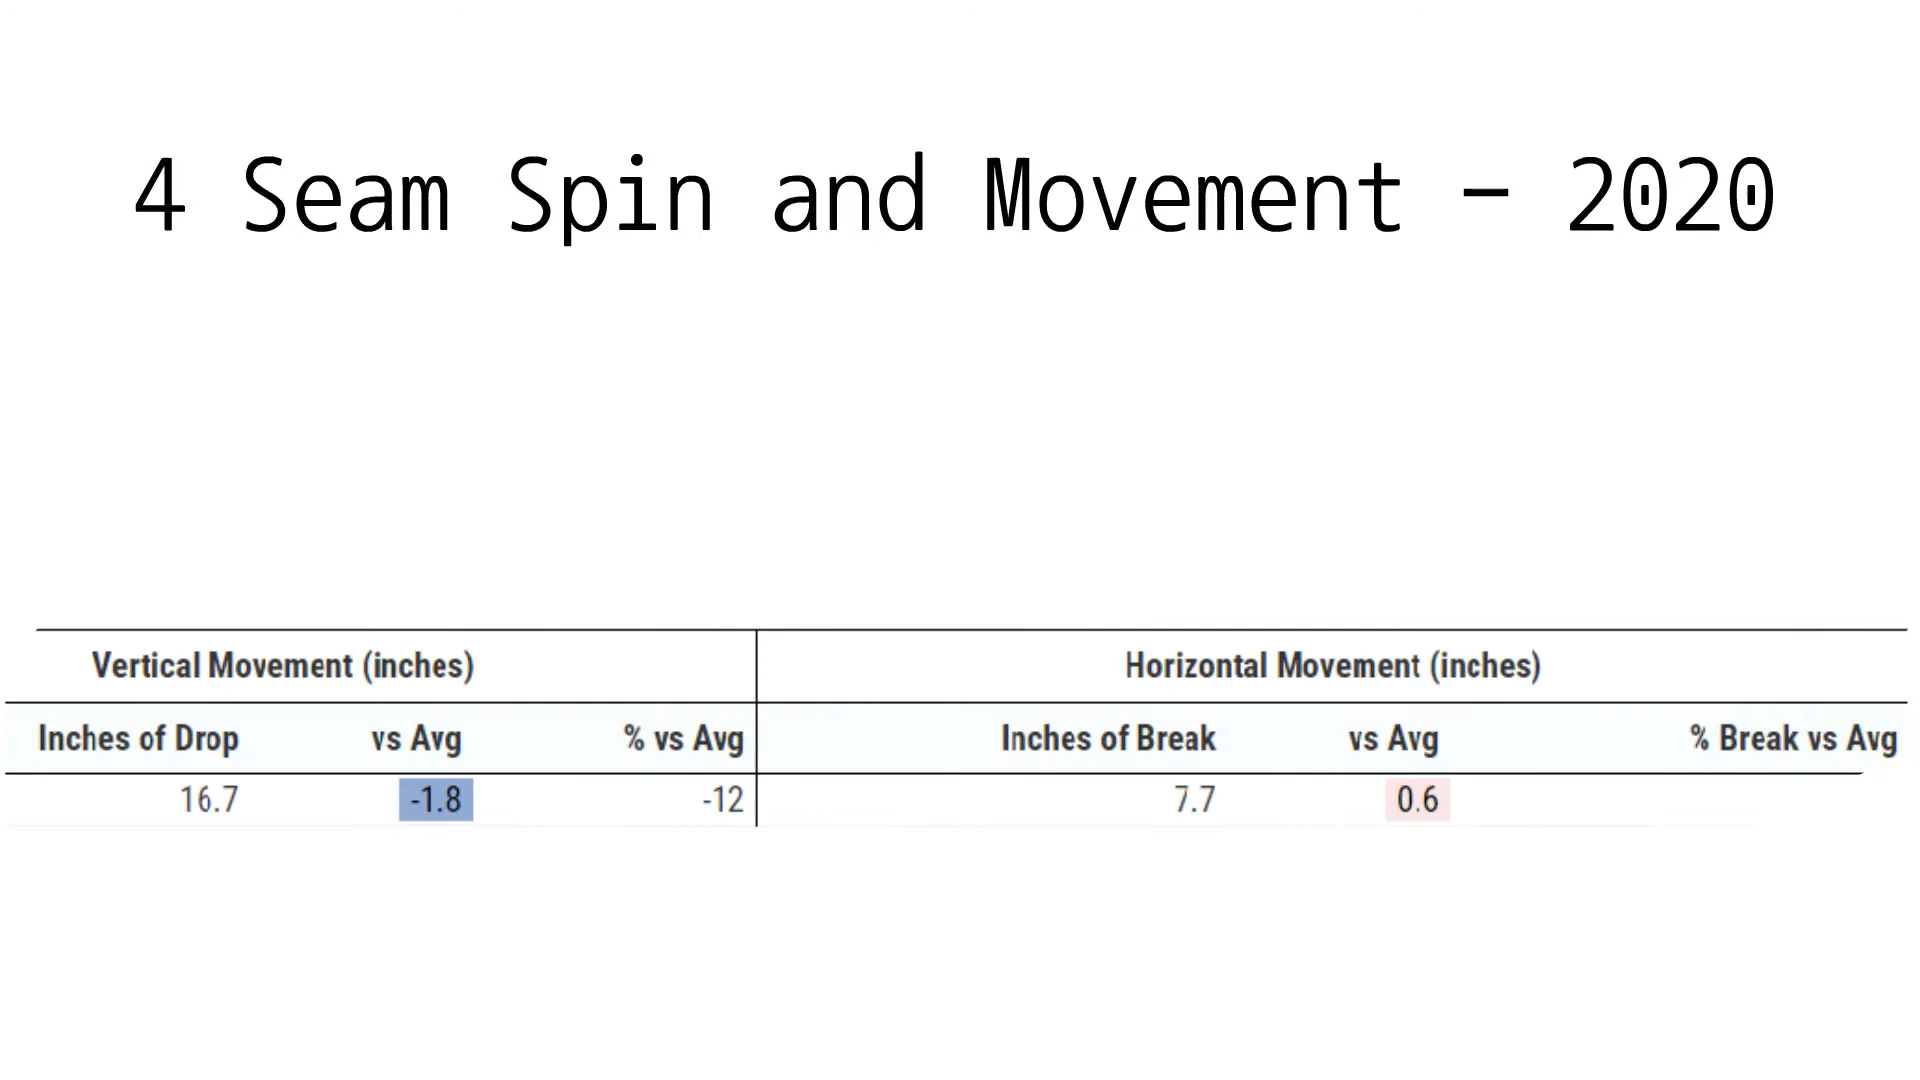 4 Seam Spin and Movement - 2020
Vertical Movement (inches) Horizontal Movement (inches)
Inches of Drop vs Avg % vs Avg Inches of Break vs Avg % Break vs Avg
16.7 -1.8 -12 7.7 0.6